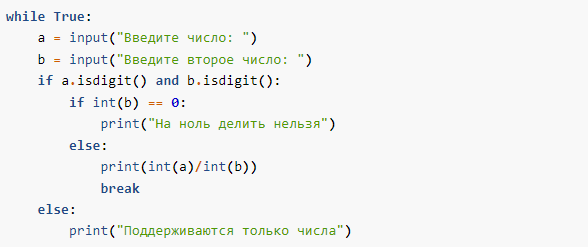 while True:
    a = input("Введите число: ")
    b = input("Введите второе число: ")
    if a.isdigit() and b.isdigit():
        if int(b) == 0:
            print("На ноль делить нельзя")
        else:
            print(int(a)/int(b))
            break
    else:
        print("Поддерживаются только числа")